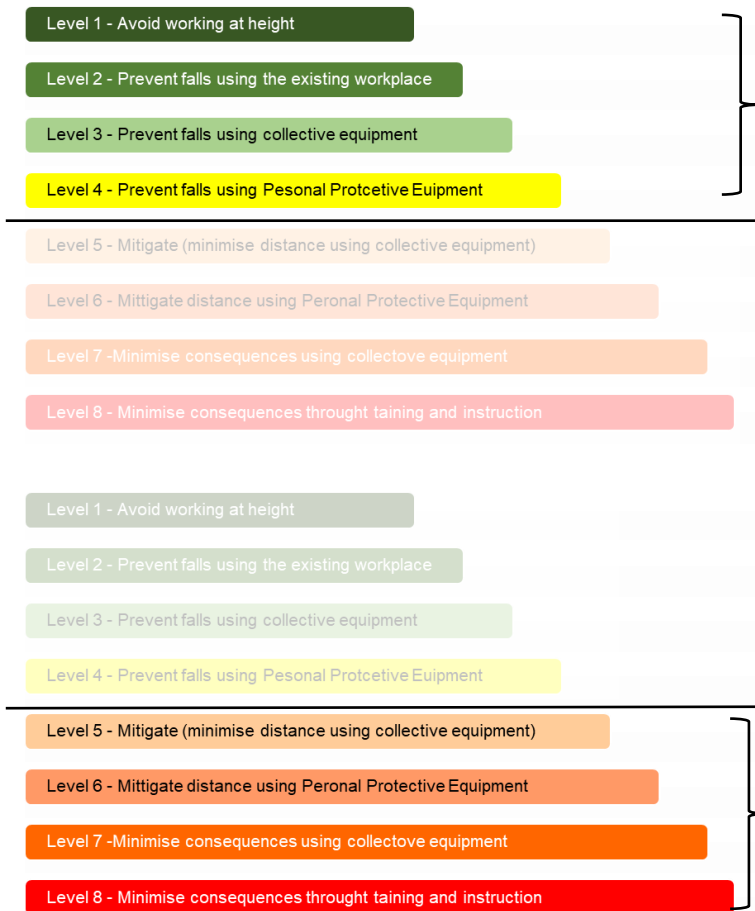 Level 1 - Avoid working at height
Level 2 - Prevent falls using the existing workplace
Level 3 - Prevent falls using collective equipment
Level 4 - Prevent falls using Pesonal Protcetive Euipment
Level 5 - Mitigate (minimise distance using collective equipment)
Level 6 - Mittigate distance using Peronal Protective Equipment
Level 7 -Minimise consequences using collectove equipment
Level 8 - Minimise consequences throught taining and instruction
Level 1 - Avoid working at height
Level 2 - Prevent falls using the existing workplace
Level 3 - Prevent falls using collective equipment
Level 4 - Prevent falls using Pesonal Protcetive Euipment
Level 5 - Mitigate (minimise distance using collective equipment)
Level 6 - Mittigate distance using Peronal Protective Equipment
Level 7 -Minimise consequences using collectove equipment
Level 8 - Minimise consequences throught taining and instruction